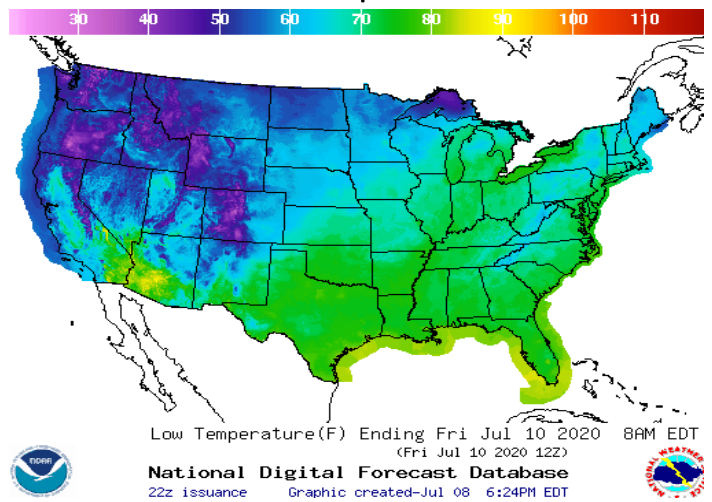 30 40 50 60 70 80 90 100 110
Low Temperature(F) Ending Fri Jul 10 2020 8AM EDT
(Fri Jul 10 2020 12Z)
National Digital Forecast Database
22z issuance Graphic created-Jul 08 6:24PM EDT
noaa